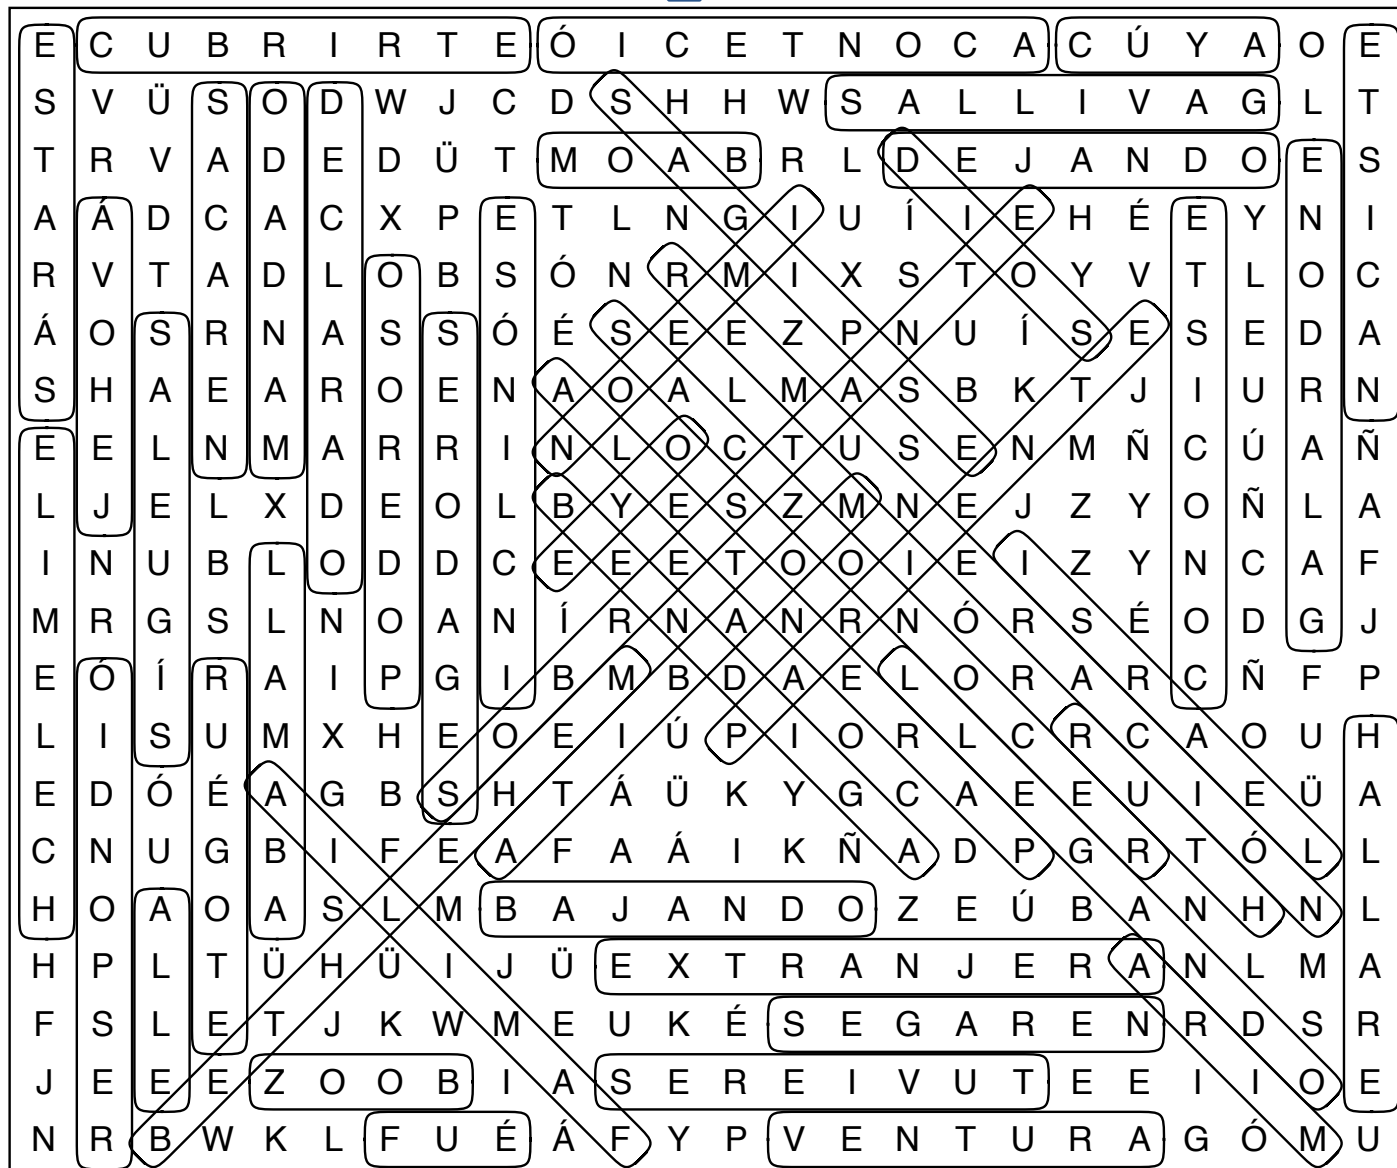 E C U B R I R T E Ó I C E T N O C A C Ú Y A O E
S V Ü S O D W J C D S H H W S A L L I V A G L T
T R V A D E D Ü T M O A B R L D E J A N D O E S
A Á D C A C X P E T L N G I U Í I E H É E Y N I
R V T A D L O B S Ó N R M I X S T O Y V T L O C
Á O S R N A S S Ó É S E E Z P N U Í S E S E D A
S H A E A R O E N A O A L M A S B K T J I U R N
E E L N M A R R I N L O C T U S E N M Ñ C Ú A Ñ
L J E L X D E O L B Y E S Z M N E J Z Y O Ñ L A
I N U B L O D D C E E E T O O I E I Z Y N C A F
M R G S L N O A N Í R N A N R N Ó R S É O D G J
E Ó Í R A I P G I B M B D A E L O R A R C Ñ F P
L I S U M X H E O E I Ú P I O R L C R C A O U H
E D Ó É A G B S H T Á Ü K Y G C A E E U I E Ü A
C N U G B I F E A F A Á I K Ñ A D P G R T Ó L L
H O A O A S L M B A J A N D O Z E Ú B A N H N L
H P L T Ü H Ü I J Ü E X T R A N J E R A N L M A
F S L E T J K W M E U K É S E G A R E N R D S R
J E E E Z O O B I A S E R E I V U T E E I I O E
N R B W K L F U É Á F Y P V E N T U R A G Ó M U